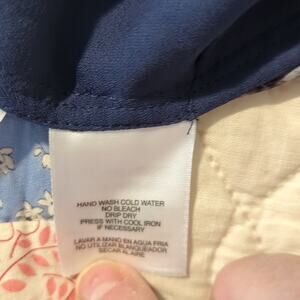 HAND WASH COLD WATER
NO BLEACH
DRIP DRY
PRESS WITH COOL IRON
IF NECESSARY
LAVAR A MANO EN AQUA FRIA
NO UTILIZAR BLANQUEADOR
SECAR AL AIRE